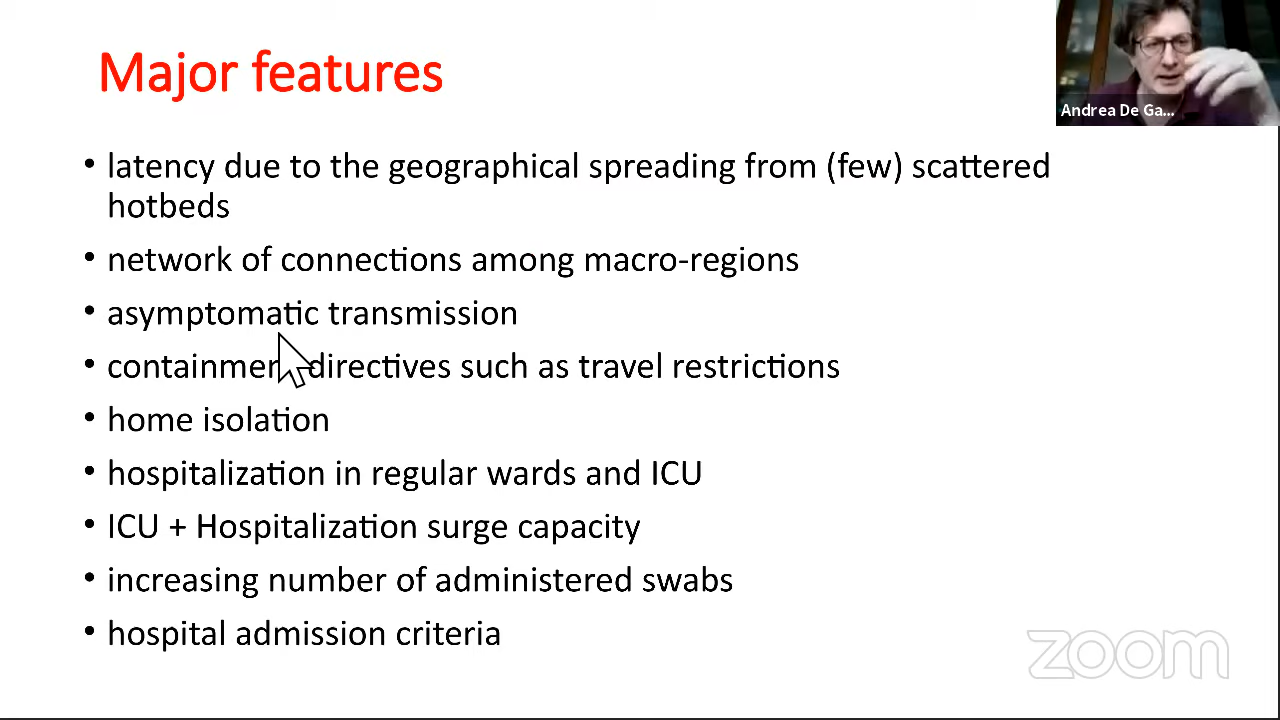 Major features
Andrea De Ga...
• latency due to the geographical spreading from (few) scattered
hotbeds
• network of connections among macro-regions
• asymptomatic transmission
• containment directives such as travel restrictions
• home isolation
• hospitalization in regular wards and ICU
• ICU + Hospitalization surge capacity
• increasing number of administered swabs
• hospital admission criteria
zoom